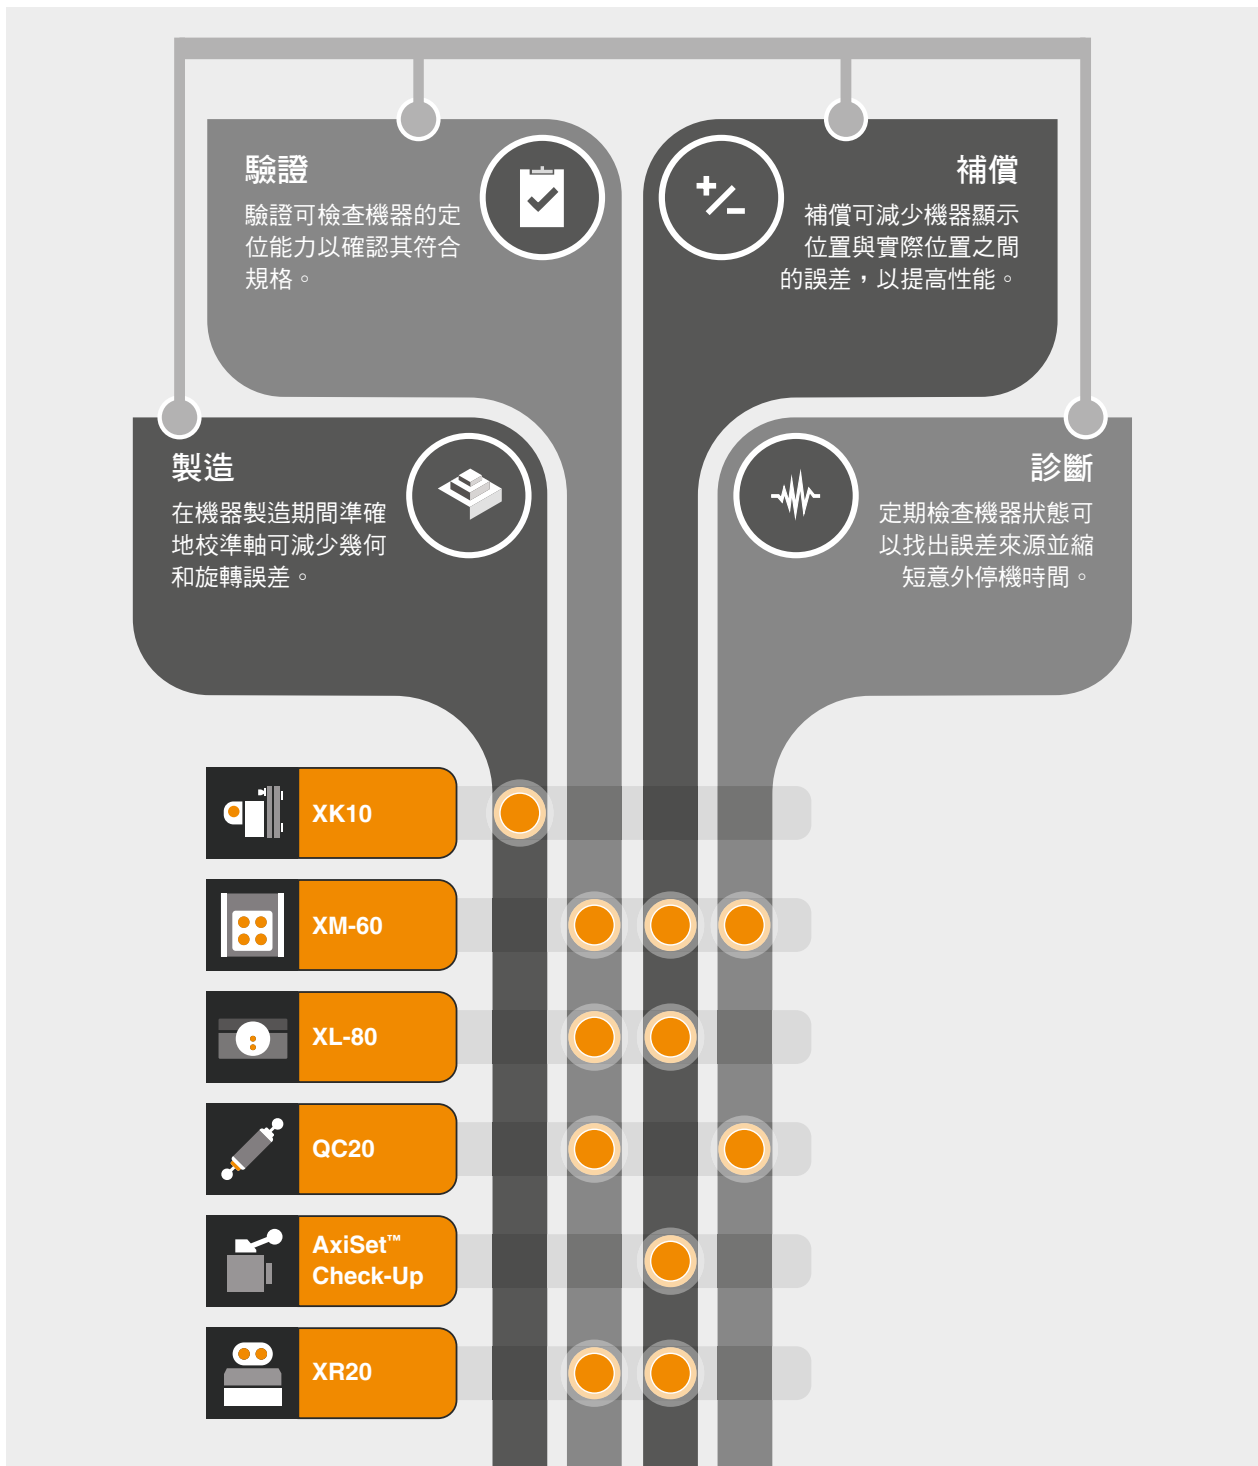 驗證
驗證可檢查機器的定
位能力以確認其符合
規格。
補償
補償可減少機器顯示
位置與實際位置之間
的誤差，以提高性能。
製造
在機器製造期間準確
地校準軸可減少幾何
和旋轉誤差。
診斷
定期檢查機器狀態可
以找出誤差來源並縮
短意外停機時間。
XK10
XM-60
XL-80
QC20
AxiSet™
Check-Up
XR20